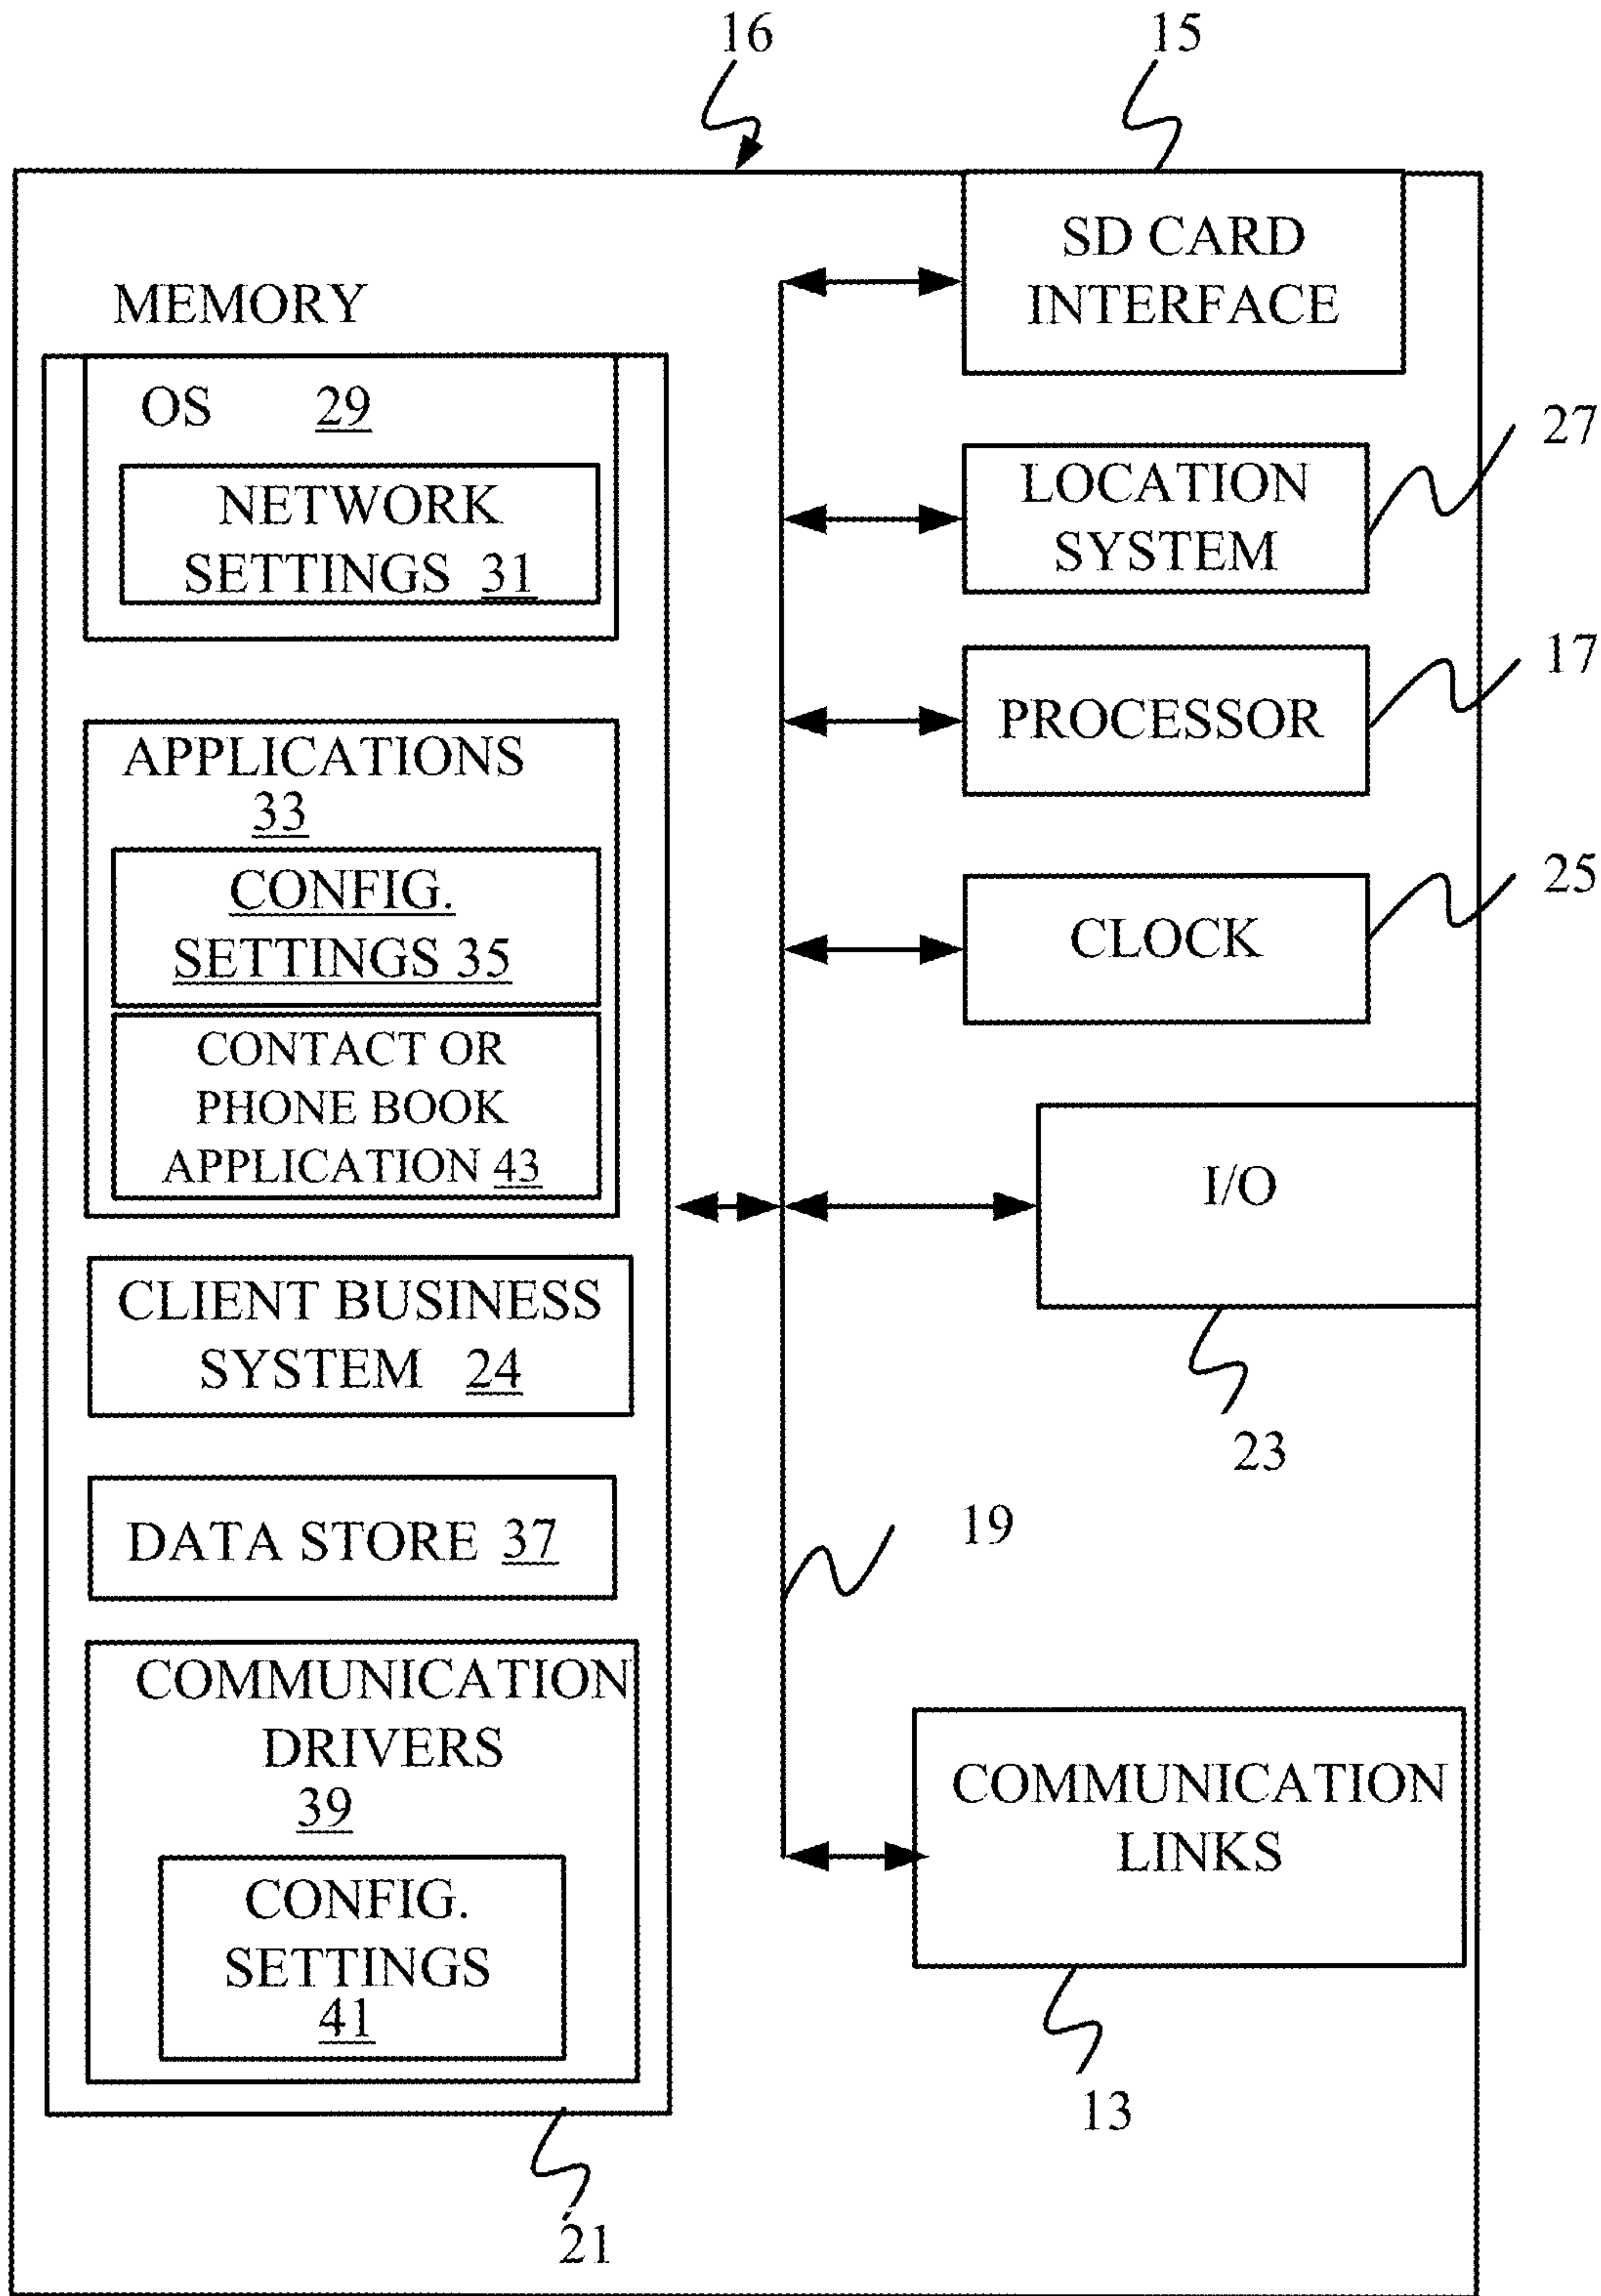 16
15
SD CARD
INTERFACE
MEMORY
OS 29
NETWORK
SETTINGS 31
LOCATION
SYSTEM
27
PROCESSOR
17
APPLICATIONS
33
CONFIG.
SETTINGS 35
CLOCK
25
CONTACT OR
PHONE BOOK
APPLICATION 43
I/O
23
CLIENT BUSINESS
SYSTEM 24
DATA STORE 37
19
COMMUNICATION
DRIVERS
39
CONFIG.
SETTINGS
41
COMMUNICATION
LINKS
13
21